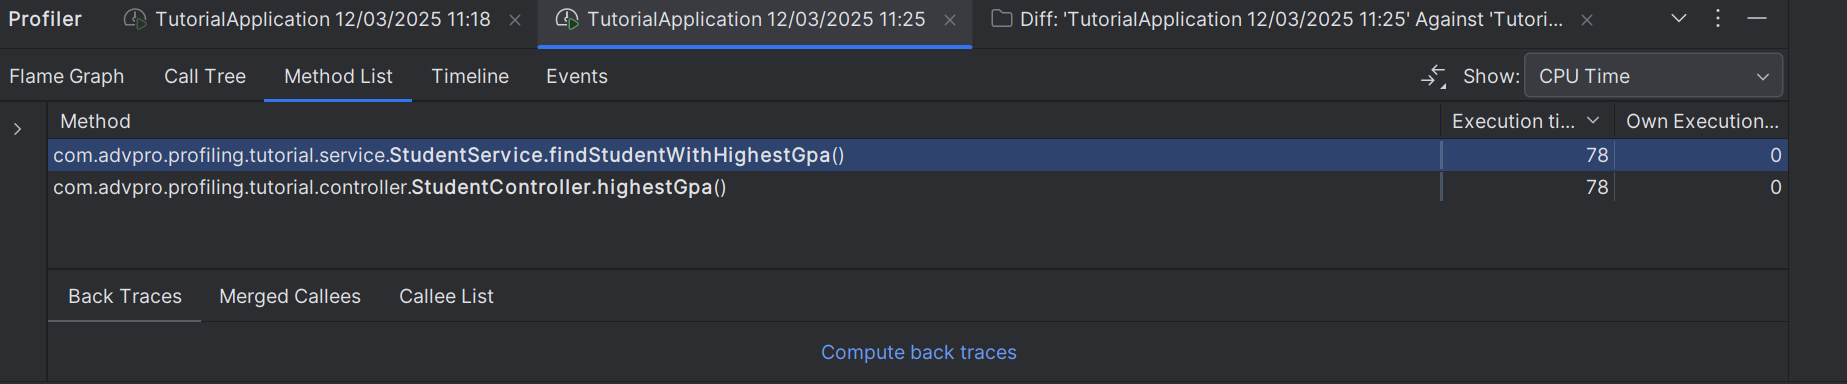 Profiler TutorialApplication 12/03/2025 11:18 TutorialApplication 12/03/2025 11:25 Diff: 'TutorialApplication 12/03/2025 11:25' Against 'Tutori...
Flame Graph Call Tree Method List Timeline Events Show: CPU Time
Method Execution ti... Own Execution...
com.advpro.profiling.tutorial.service.StudentService.findStudentWithHighestGpa() 78 0
com.advpro.profiling.tutorial.controller.StudentController.highestGpa() 78 0
Back Traces Merged Callees Callee List
Compute back traces